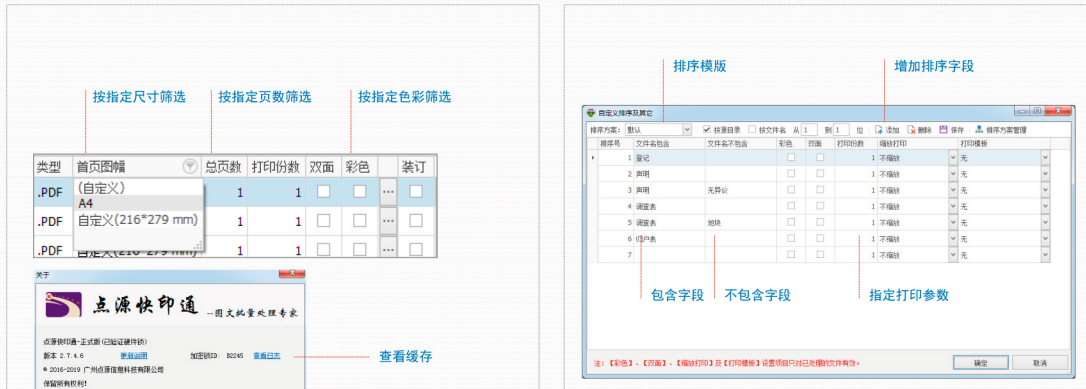 按指定尺寸筛选 按指定页数筛选 按指定色彩筛选
类型 首页图幅 总页数 打印份数 双面 彩色 装订
.PDF (自定义) 1 1 ...
A4
.PDF 自定义(216*279 mm) 1 1 ...
.PDF 自定义(216*279 mm) 1 1 ...
关于
点源快印通 --图文批量处理专家
点源快印通-正式版(已验证硬件锁)
版本 2.7.4.6 更新说明 加密锁ID: B2245 查看日志
查看缓存
© 2016-2019 广州点源信息科技有限公司
保留所有权利!
排序模版 增加排序字段
自定义排序及其它
排序方案: 默认 按源目录 按文件名 从 1 到 1 位 添加 删除 保存 排序方案管理
排序号 文件名包含 文件名不包含 彩色 双面 打印份数 缩放打印 打印模板
1 登记 1 不缩放 无
2 声明 1 不缩放 无
3 声明 无异议 1 不缩放 无
4 调查表 1 不缩放 无
5 调查表 地块 1 不缩放 无
6 归户表 1 不缩放 无
7 1 不缩放
包含字段 不包含字段 指定打印参数
注:【彩色】、【双面】、【缩放打印】及【打印模板】设置项目只对已处理的文件有效。
确定 取消